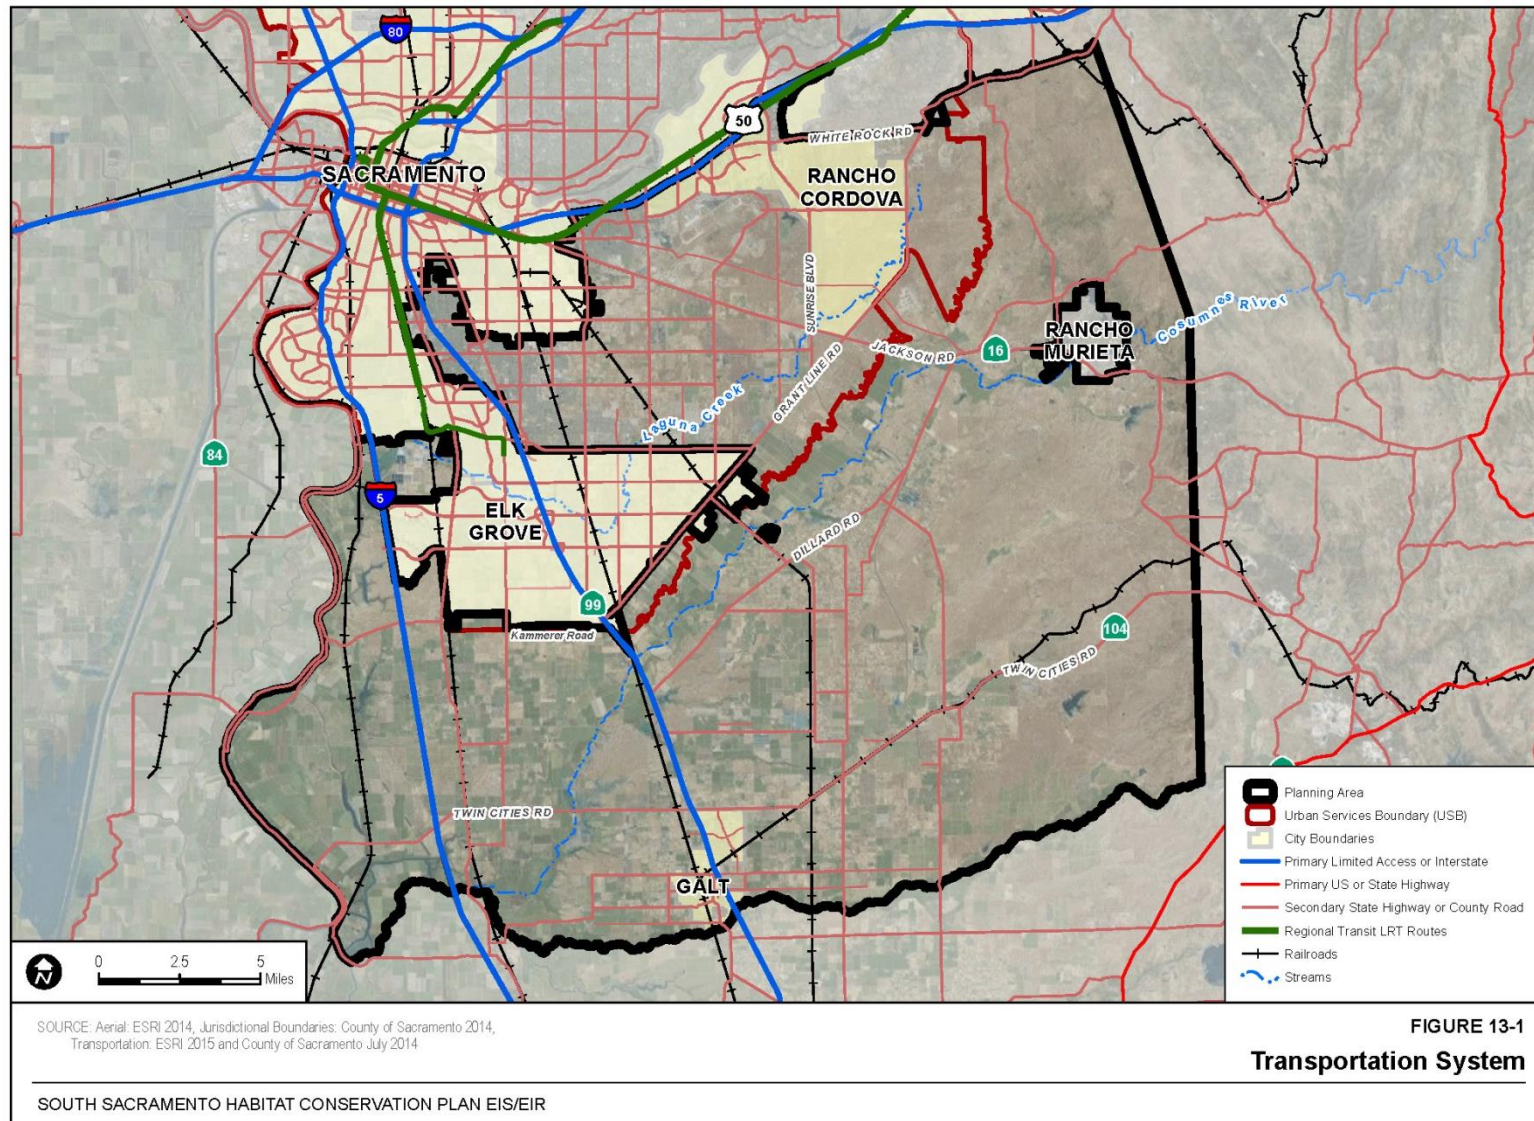 80
50
WHITE ROCK RD
SACRAMENTO
RANCHO
CORDOVA
SUNRISE BLVD
Cosumnes River
RANCHO
MURIETA
16
JACKSON RD
GRANT LINE RD
Laguna Creek
84
5
ELK
GROVE
DILLARD RD
99
Kammerer Road
104
TWIN CITIES RD
TWIN CITIES RD
GALT
Planning Area
Urban Services Boundary (USB)
City Boundaries
Primary Limited Access or Interstate
Primary US or State Highway
Secondary State Highway or County Road
Regional Transit LRT Routes
Railroads
Streams
N
0 2.5 5
Miles
SOURCE: Aerial: ESRI 2014, Jurisdictional Boundaries: County of Sacramento 2014,
Transportation: ESRI 2015 and County of Sacramento July 2014
FIGURE 13-1
Transportation System
SOUTH SACRAMENTO HABITAT CONSERVATION PLAN EIS/EIR